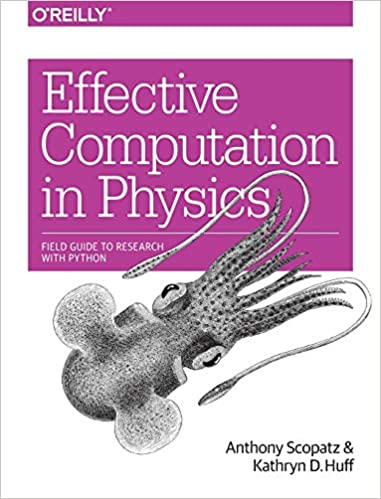 O'REILLY®
Effective
Computation
in Physics
FIELD GUIDE TO RESEARCH
WITH PYTHON
Anthony Scopatz &
Kathryn D. Huff